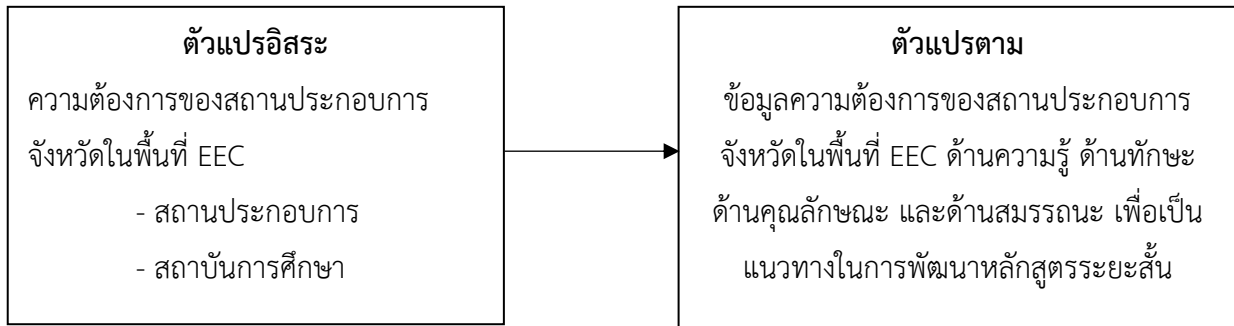 ตัวแปรอิสระ
ความต้องการของสถานประกอบการ
จังหวัดในพื้นที่ EEC
- สถานประกอบการ
- สถาบันการศึกษา
ตัวแปรตาม
ข้อมูลความต้องการของสถานประกอบการ
จังหวัดในพื้นที่ EEC ด้านความรู้ ด้านทักษะ
ด้านคุณลักษณะ และด้านสมรรถนะ เพื่อเป็น
แนวทางในการพัฒนาหลักสูตรระยะสั้น